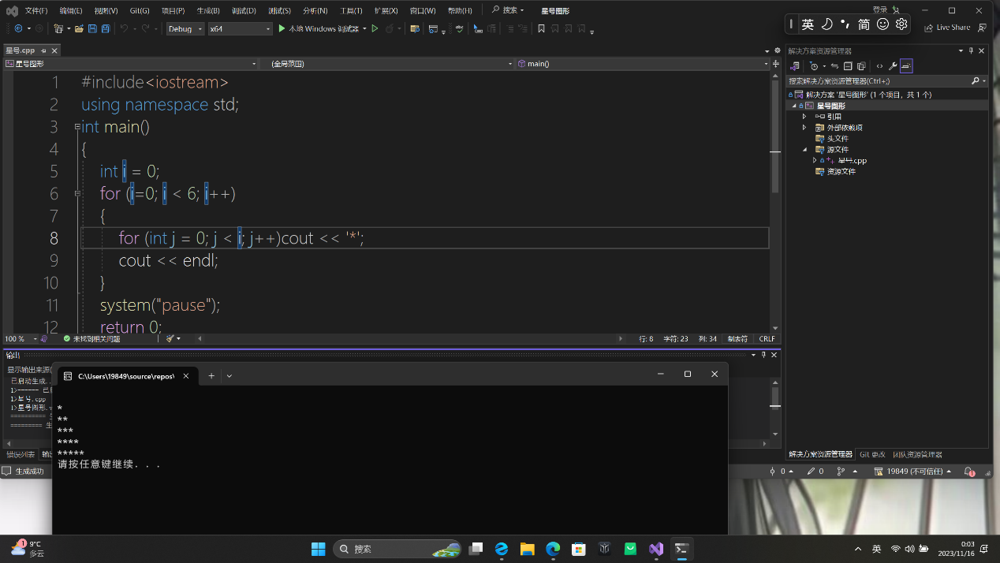 文件(F) 编辑(E) 视图(V) Git(G) 项目(P) 生成(B) 调试(D) 测试(S) 分析(N) 工具(T) 扩展(X) 窗口(W) 帮助(H) 搜索 星号图形 登录
英 简
Debug x64 本地 Windows 调试器 Live Share
星号.cpp
星号图形 (全局范围) main()
1 #include<iostream>
2 using namespace std;
3 int main()
4 {
5 int i = 0;
6 for (i=0; i < 6; i++)
7 {
8 for (int j = 0; j < i; j++)cout << '*';
9 cout << endl;
10 }
11 system("pause");
12 return 0;
100 % 未找到相关问题 行: 8 字符: 23 列: 34 制表符 CRLF
解决方案资源管理器
搜索解决方案资源管理器(Ctrl+;)
解决方案 '星号图形' (1 个项目，共 1 个)
星号图形
引用
外部依赖项
头文件
源文件
星号.cpp
资源文件
输出
显示输出来源(
已启动生成..
1>------ 已
1>星号.cpp
1>星号图形.
========== 生
========= 生
C:\Users\19849\source\repos\
*
**
***
****
*****
请按任意键继续. . .
错误列表 输出
解决方案资源管理器 Git 更改 团队资源管理器
生成成功 0 0 19849 (不可信任) 1
1 9°C
多云
搜索
英
0:03
2023/11/16